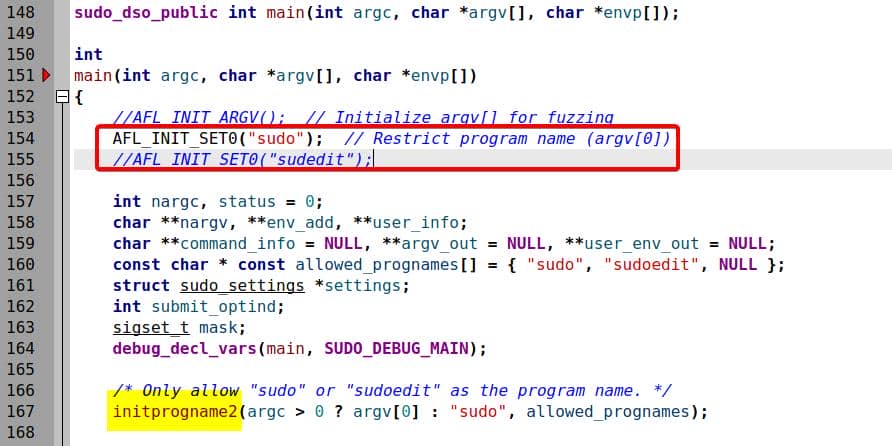 148 sudo_dso_public int main(int argc, char *argv[], char *envp[]);
149
150 int
151 main(int argc, char *argv[], char *envp[])
152 {
153 //AFL_INIT_ARGV();  // Initialize argv[] for fuzzing
154 AFL_INIT_SET0("sudo");  // Restrict program name (argv[0])
155 //AFL_INIT_SET0("sudedit");
156
157 int nargc, status = 0;
158 char **nargv, **env_add, **user_info;
159 char **command_info = NULL, **argv_out = NULL, **user_env_out = NULL;
160 const char * const allowed_prognames[] = { "sudo", "sudoedit", NULL };
161 struct sudo_settings *settings;
162 int submit_optind;
163 sigset_t mask;
164 debug_decl_vars(main, SUDO_DEBUG_MAIN);
165
166 /* Only allow "sudo" or "sudoedit" as the program name. */
167 initprogname2(argc > 0 ? argv[0] : "sudo", allowed_prognames);
168